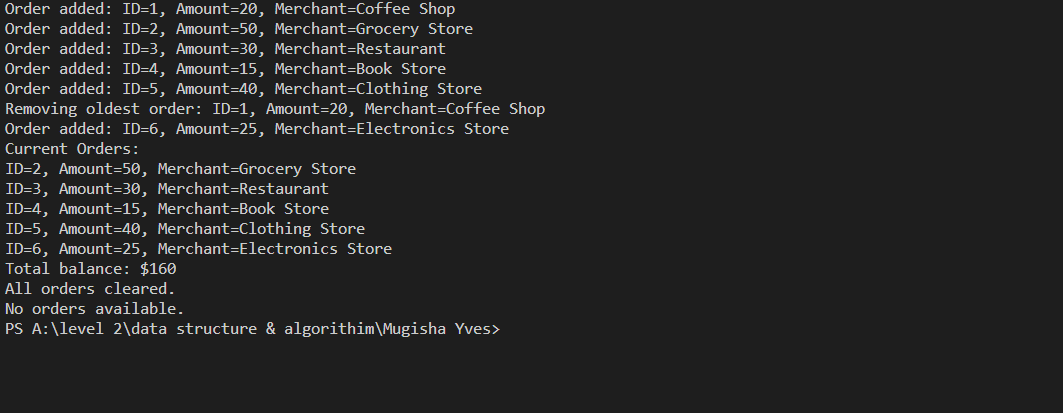 Order added: ID=1, Amount=20, Merchant=Coffee Shop
Order added: ID=2, Amount=50, Merchant=Grocery Store
Order added: ID=3, Amount=30, Merchant=Restaurant
Order added: ID=4, Amount=15, Merchant=Book Store
Order added: ID=5, Amount=40, Merchant=Clothing Store
Removing oldest order: ID=1, Amount=20, Merchant=Coffee Shop
Order added: ID=6, Amount=25, Merchant=Electronics Store
Current Orders:
ID=2, Amount=50, Merchant=Grocery Store
ID=3, Amount=30, Merchant=Restaurant
ID=4, Amount=15, Merchant=Book Store
ID=5, Amount=40, Merchant=Clothing Store
ID=6, Amount=25, Merchant=Electronics Store
Total balance: $160
All orders cleared.
No orders available.
PS A:\level 2\data structure & algorithim\Mugisha Yves>